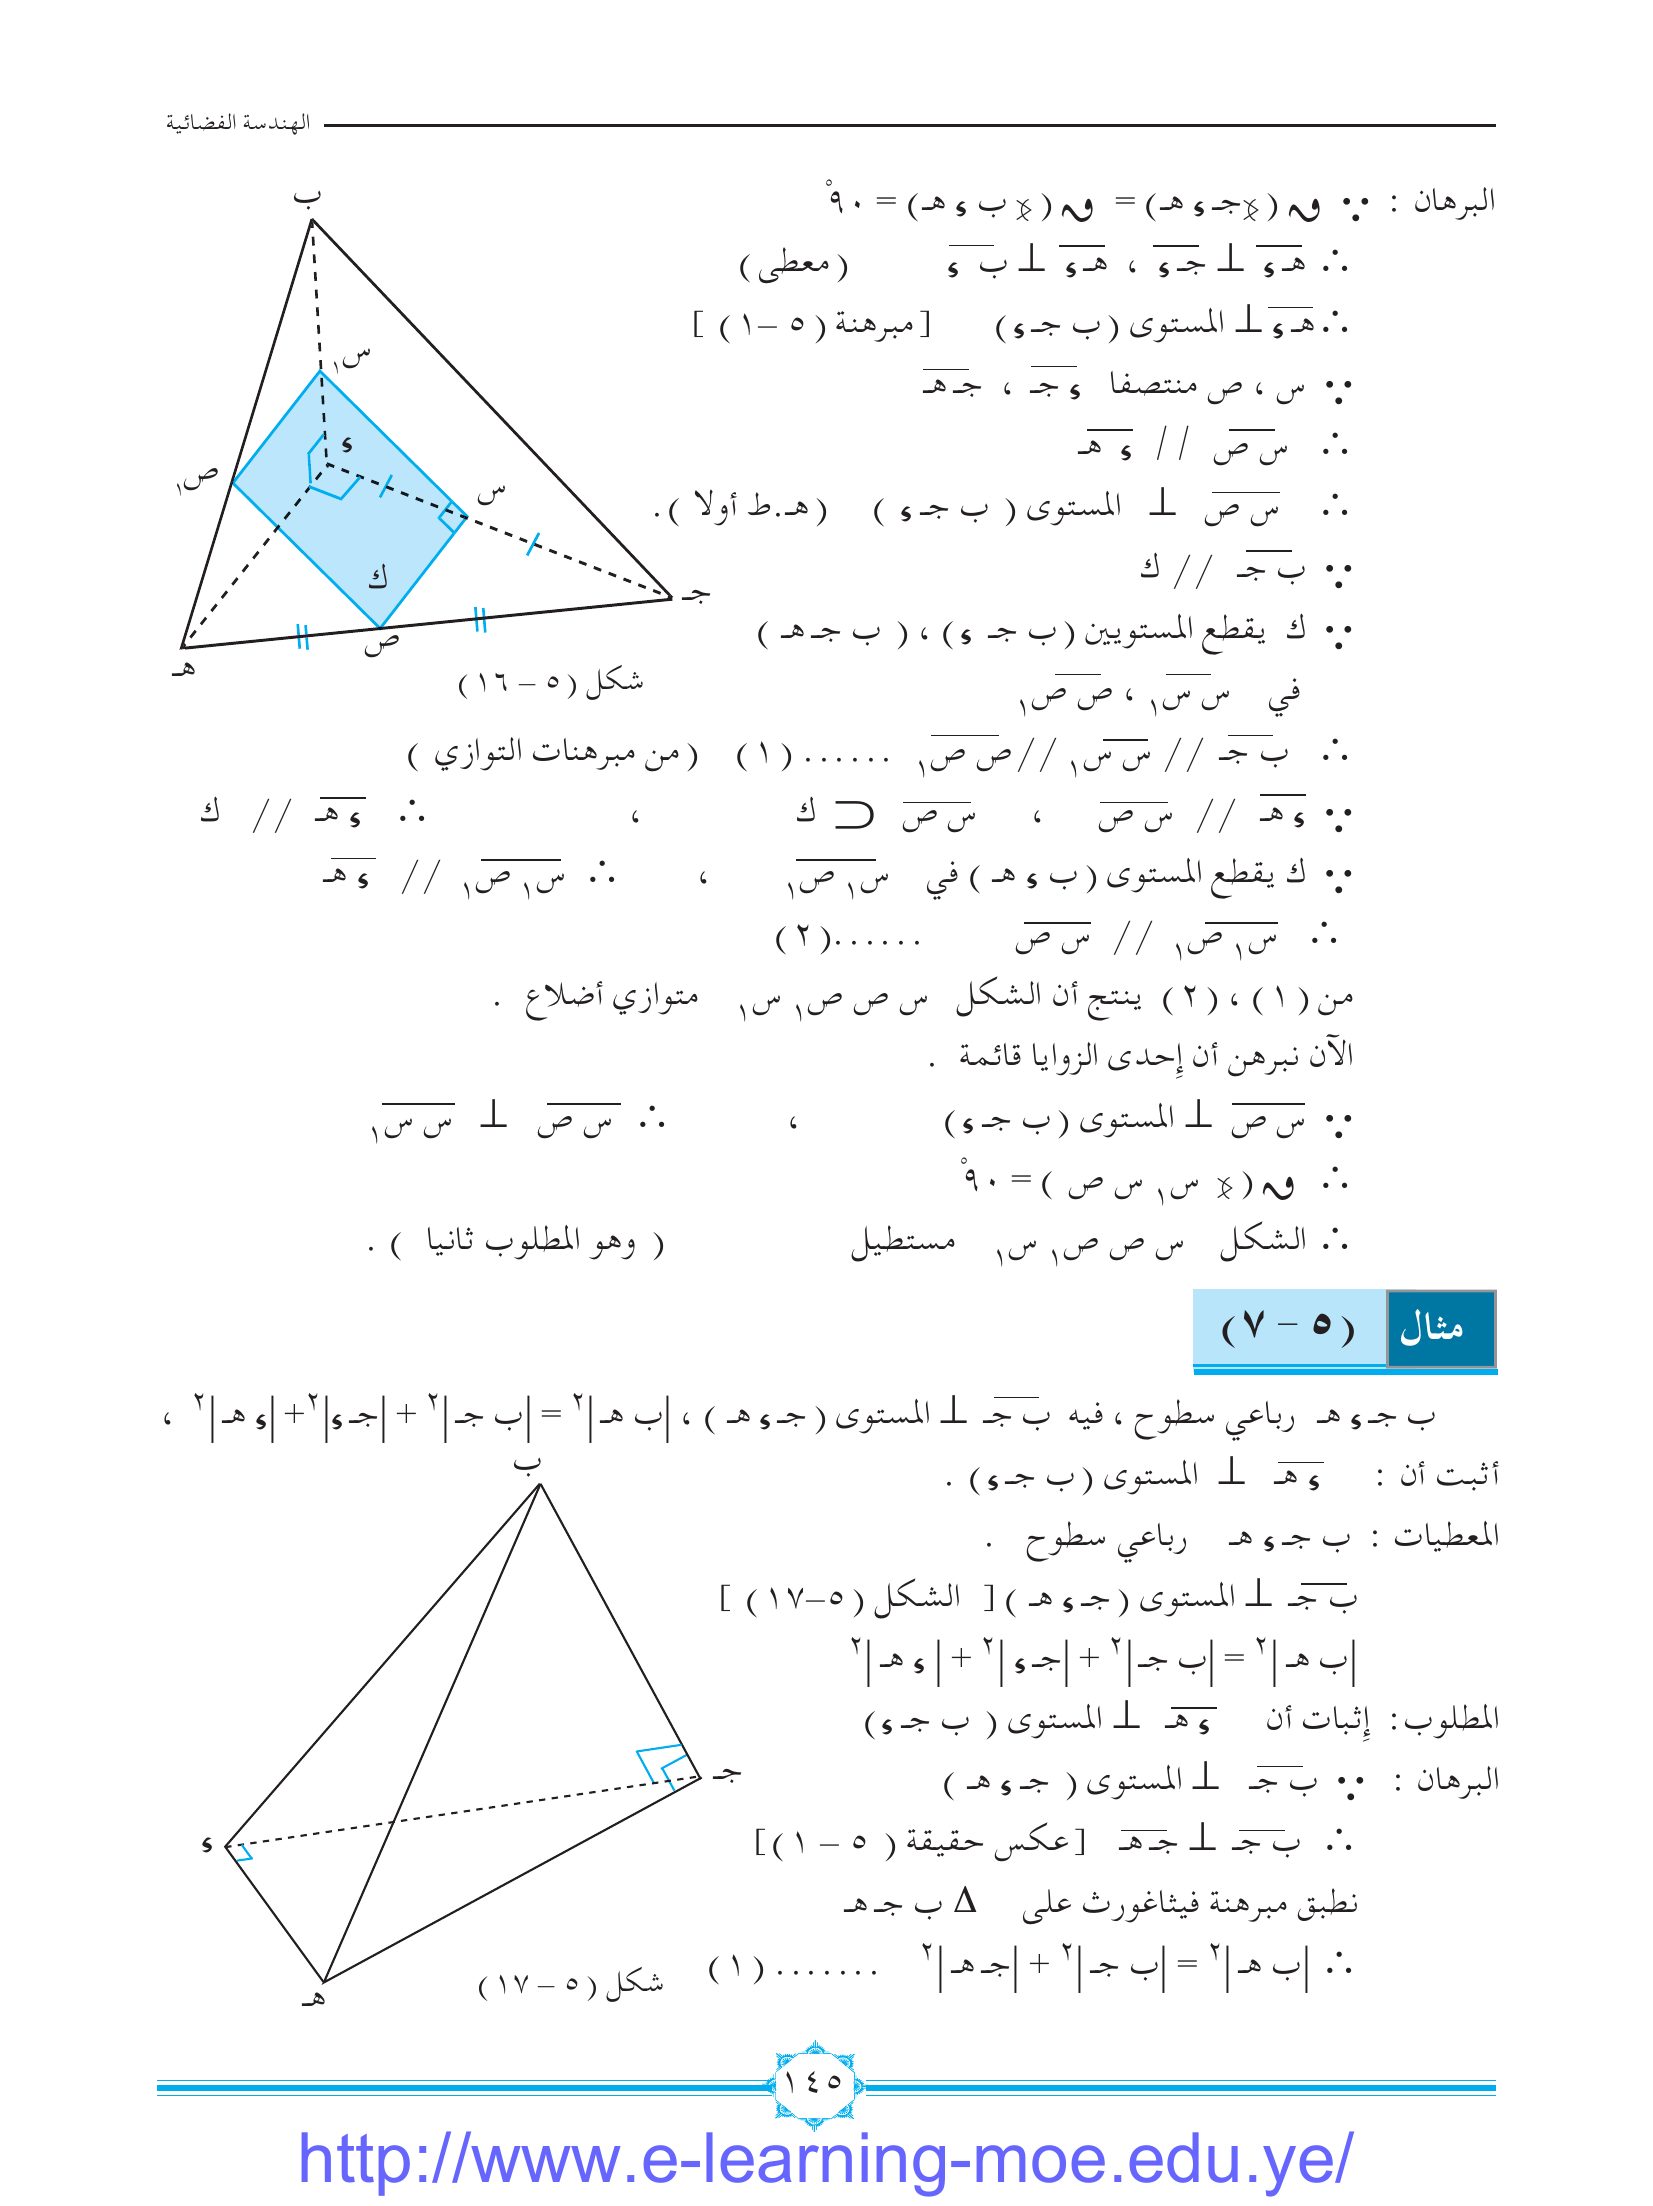 الهندسة الفضائية
البرهان : ∵ ق (∢جـ ء هـ) = ق (∢ ب ء هـ) = ٩٠°
∴ هـ ء ⊥ جـ ء ، هـ ء ⊥ ب ء (معطى)
∴ هـ ء ⊥ المستوى (ب جـ ء) [مبرهنة (٥ – ١)]
∵ س ، ص منتصفا ء جـ ، جـ هـ
∴ س ص // ء هـ
∴ س ص ⊥ المستوى (ب جـ ء) (هـ.ط أولا).
∵ ب جـ // ك
∵ ك يقطع المستويين (ب جـ ء) ، (ب جـ هـ)
في س س١ ، ص ص١
∴ ب جـ // س س١ // ص ص١ ...... (١) (من مبرهنات التوازي)
∵ ء هـ // س ص ، س ص ⊂ ك ، ∴ ء هـ // ك
∵ ك يقطع المستوى (ب ء هـ) في س١ ص١ ، ∴ س١ ص١ // ء هـ
∴ س١ ص١ // س ص ......(٢)
من (١) ، (٢) ينتج أن الشكل س ص ص١ س١ متوازي أضلاع .
الآن نبرهن أن إحدى الزوايا قائمة .
∵ س ص ⊥ المستوى (ب جـ ء) ، ∴ س ص ⊥ س س١
∴ ق (∢ س١ س ص) = ٩٠°
∴ الشكل س ص ص١ س١ مستطيل (وهو المطلوب ثانيا) .
ب
س١
ء
ص١
س
ك
جـ
ص
هـ
شكل (٥ – ١٦)
مثال (٥ – ٧)
ب جـ ء هـ رباعي سطوح ، فيه ب جـ ⊥ المستوى (جـ ء هـ) ، |ب هـ|٢ = |ب جـ|٢ + |جـ ء|٢ + |ء هـ|٢ ،
أثبت أن : ء هـ ⊥ المستوى (ب جـ ء) .
المعطيات : ب جـ ء هـ رباعي سطوح .
ب جـ ⊥ المستوى (جـ ء هـ) [الشكل (٥–١٧)]
|ب هـ|٢ = |ب جـ|٢ + |جـ ء|٢ + |ء هـ|٢
المطلوب: إثبات أن ء هـ ⊥ المستوى (ب جـ ء)
البرهان : ∵ ب جـ ⊥ المستوى (جـ ء هـ)
∴ ب جـ ⊥ جـ هـ [عكس حقيقة (٥ – ١)]
نطبق مبرهنة فيثاغورث على Δ ب جـ هـ
∴ |ب هـ|٢ = |ب جـ|٢ + |جـ هـ|٢ ....... (١)
ب
جـ
ء
هـ
شكل (٥ – ١٧)
١٤٥
http://www.e-learning-moe.edu.ye/